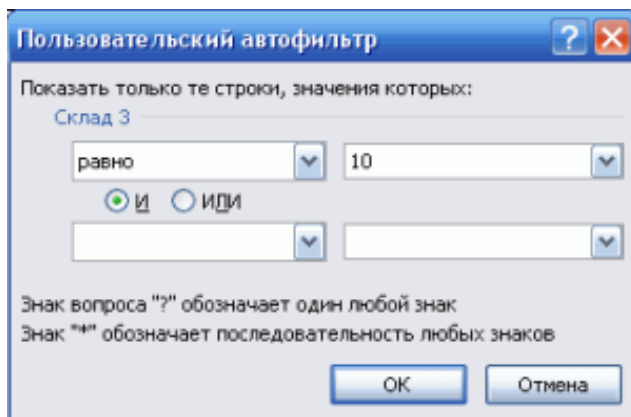 Пользовательский автофильтр
Показать только те строки, значения которых:
Склад 3
равно 10
И ИЛИ
Знак вопроса "?" обозначает один любой знак
Знак "*" обозначает последовательность любых знаков
ОК Отмена